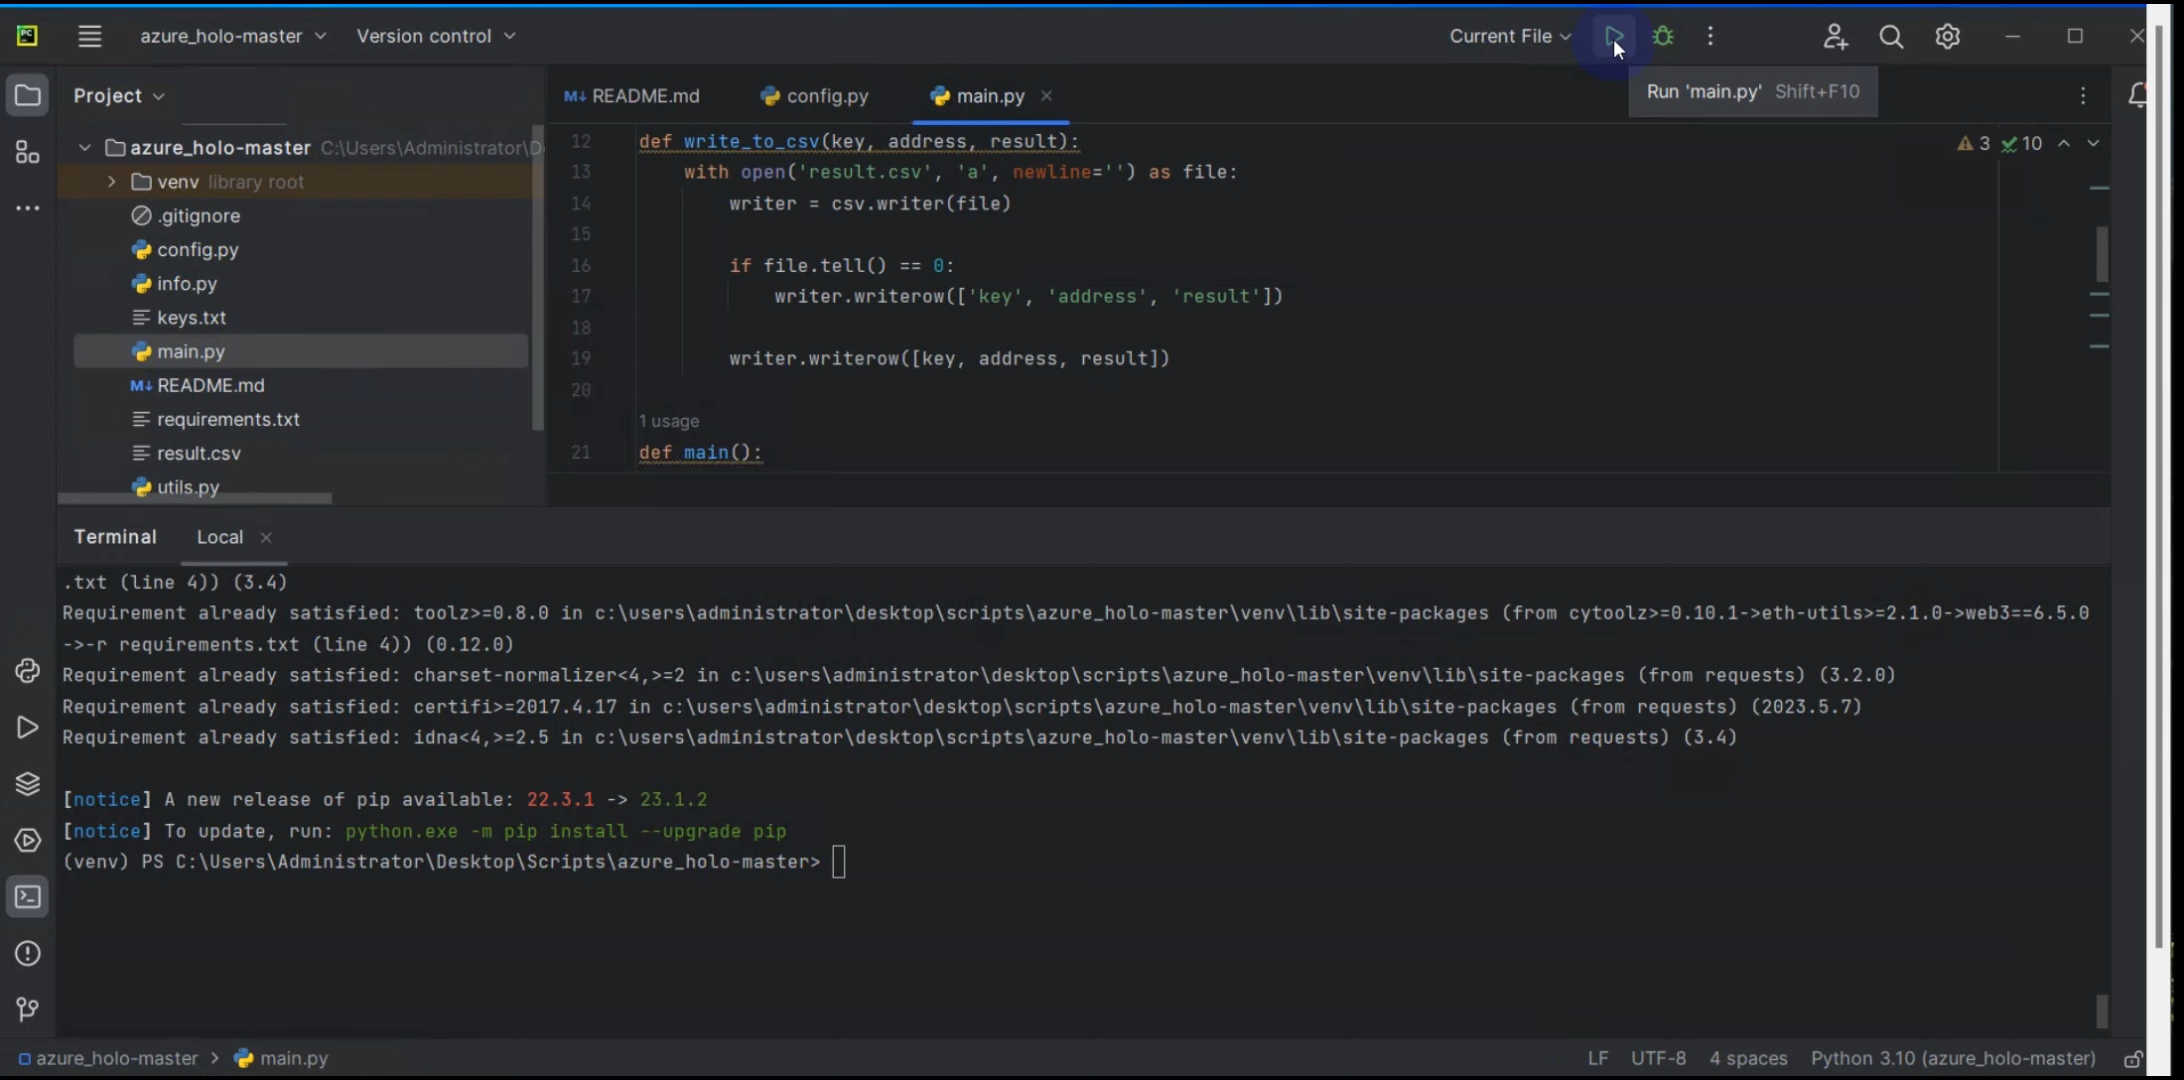 PC
azure_holo-master
Version control
Current File
Run 'main.py' Shift+F10
Project
README.md
config.py
main.py
azure_holo-master C:\Users\Administrator\D
venv library root
.gitignore
config.py
info.py
keys.txt
main.py
README.md
requirements.txt
result.csv
utils.py
3 10
12 def write_to_csv(key, address, result):
13 with open('result.csv', 'a', newline='') as file:
14 writer = csv.writer(file)
15
16 if file.tell() == 0:
17 writer.writerow(['key', 'address', 'result'])
18
19 writer.writerow([key, address, result])
20
1 usage
21 def main():
Terminal Local
.txt (line 4)) (3.4)
Requirement already satisfied: toolz>=0.8.0 in c:\users\administrator\desktop\scripts\azure_holo-master\venv\lib\site-packages (from cytoolz>=0.10.1->eth-utils>=2.1.0->web3==6.5.0
->-r requirements.txt (line 4)) (0.12.0)
Requirement already satisfied: charset-normalizer<4,>=2 in c:\users\administrator\desktop\scripts\azure_holo-master\venv\lib\site-packages (from requests) (3.2.0)
Requirement already satisfied: certifi>=2017.4.17 in c:\users\administrator\desktop\scripts\azure_holo-master\venv\lib\site-packages (from requests) (2023.5.7)
Requirement already satisfied: idna<4,>=2.5 in c:\users\administrator\desktop\scripts\azure_holo-master\venv\lib\site-packages (from requests) (3.4)
[notice] A new release of pip available: 22.3.1 -> 23.1.2
[notice] To update, run: python.exe -m pip install --upgrade pip
(venv) PS C:\Users\Administrator\Desktop\Scripts\azure_holo-master>
azure_holo-master > main.py
LF UTF-8 4 spaces Python 3.10 (azure_holo-master)